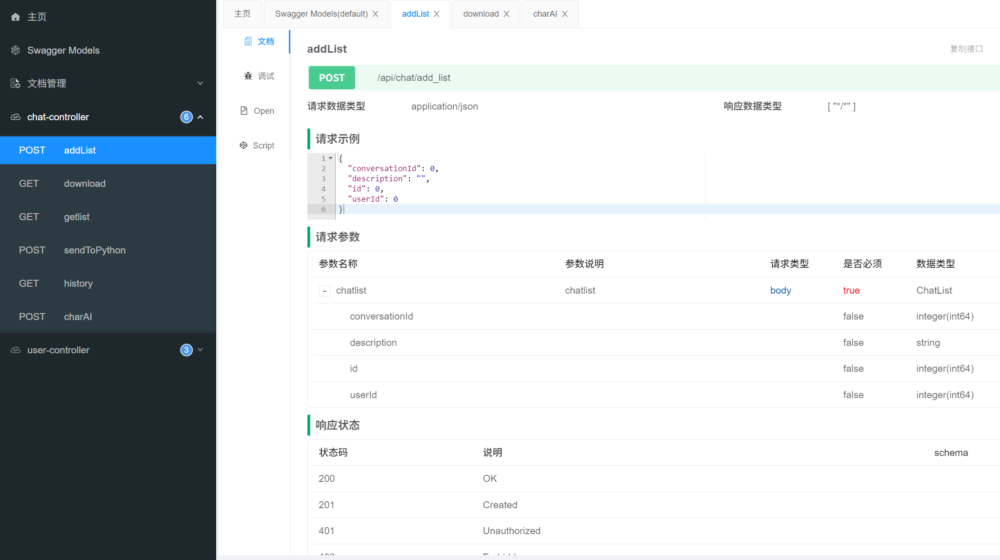 主页
Swagger Models
文档管理
chat-controller 6
POST addList
GET download
GET getlist
POST sendToPython
GET history
POST charAI
user-controller 3
主页 Swagger Models(default) addList download charAI
文档
调试
Open
Script
addList 复制接口
POST /api/chat/add_list
请求数据类型 application/json 响应数据类型 [ "*/*" ]
请求示例
1 {
2 "conversationId": 0,
3 "description": "",
4 "id": 0,
5 "userId": 0
6 }
请求参数
参数名称 参数说明 请求类型 是否必须 数据类型
- chatlist chatlist body true ChatList
conversationId false integer(int64)
description false string
id false integer(int64)
userId false integer(int64)
响应状态
状态码 说明 schema
200 OK
201 Created
401 Unauthorized